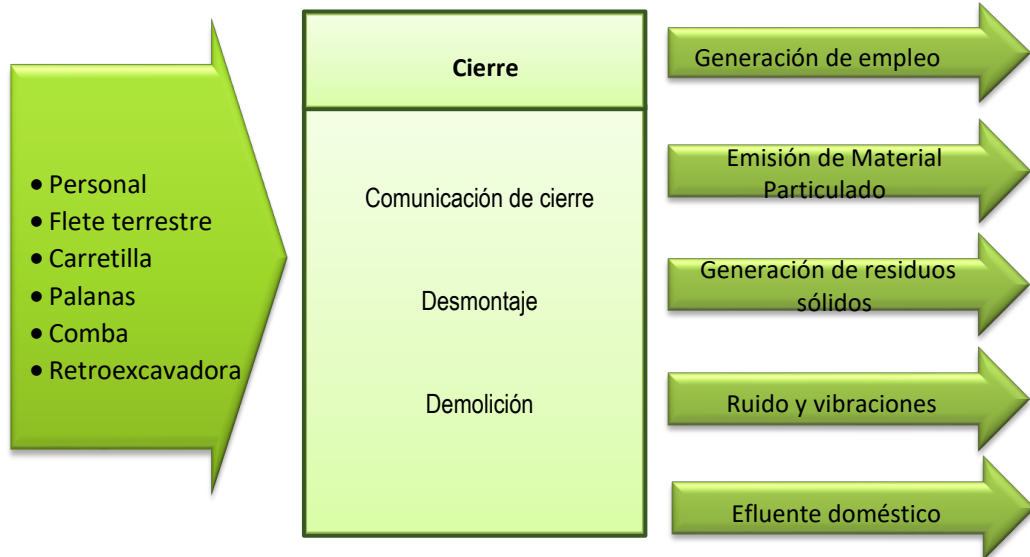 • Personal
• Flete terrestre
• Carretilla
• Palanas
• Comba
• Retroexcavadora
Cierre
Comunicación de cierre
Desmontaje
Demolición
Generación de empleo
Emisión de Material
Particulado
Generación de residuos
sólidos
Ruido y vibraciones
Efluente doméstico